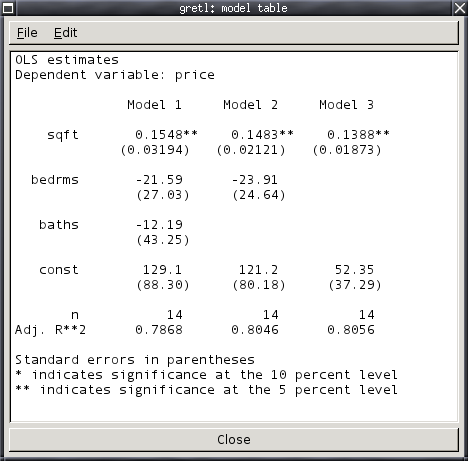 gretl: model table
File Edit
OLS estimates
Dependent variable: price
Model 1 Model 2 Model 3
sqft 0.1548** 0.1483** 0.1388**
(0.03194) (0.02121) (0.01873)
bedrms -21.59 -23.91
(27.03) (24.64)
baths -12.19
(43.25)
const 129.1 121.2 52.35
(88.30) (80.18) (37.29)
n 14 14 14
Adj. R**2 0.7868 0.8046 0.8056
Standard errors in parentheses
* indicates significance at the 10 percent level
** indicates significance at the 5 percent level
Close